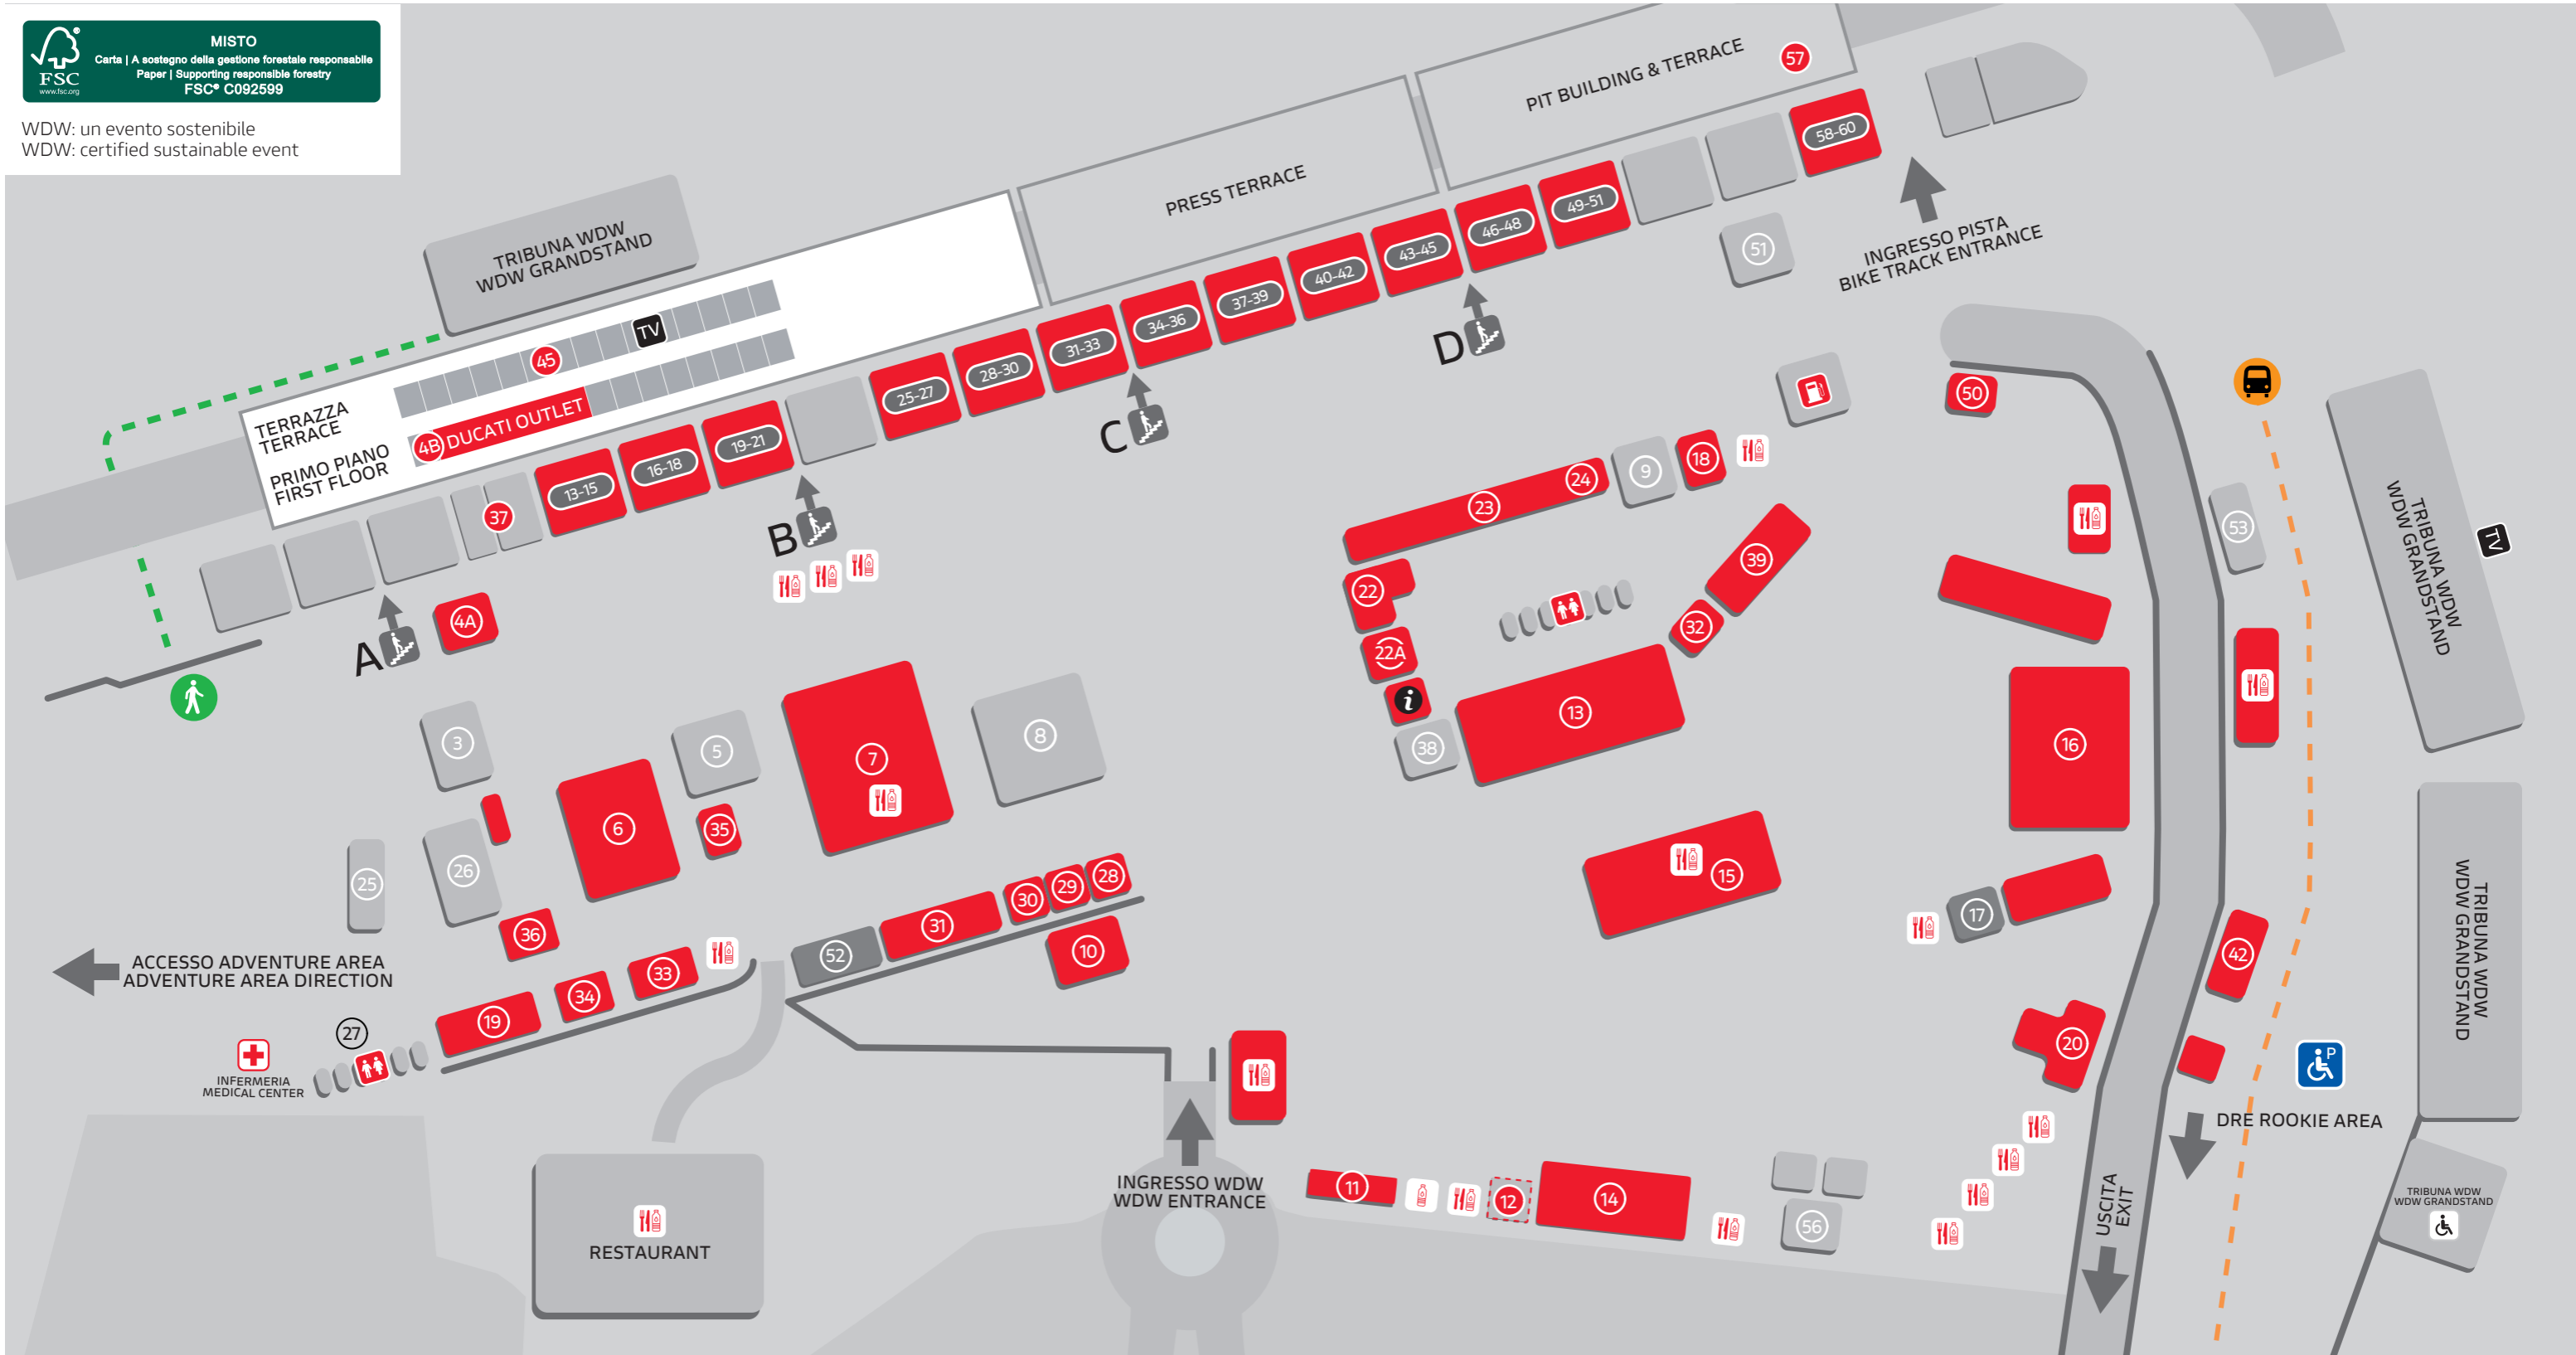 MISTO
Carta | A sostegno della gestione forestale responsabile
Paper | Supporting responsible forestry
FSC® C092599
FSC
www.fsc.org
WDW: un evento sostenibile
WDW: certified sustainable event
TRIBUNA WDW
WDW GRANDSTAND
PRESS TERRACE
PIT BUILDING & TERRACE
57
58-60
49-51
46-48
43-45
40-42
37-39
34-36
31-33
28-30
25-27
19-21
16-18
13-15
37
TV
45
4B DUCATI OUTLET
TERRAZZA
TERRACE
PRIMO PIANO
FIRST FLOOR
A
B
C
D
51
INGRESSO PISTA
BIKE TRACK ENTRANCE
50
53
TRIBUNA WDW
WDW GRANDSTAND
TV
4A
9
18
24
23
22
22A
i
38
39
32
13
3
5
6
7
8
35
25
26
36
16
15
17
42
20
28
29
30
31
52
10
33
34
19
27
ACCESSO ADVENTURE AREA
ADVENTURE AREA DIRECTION
INFERMERIA
MEDICAL CENTER
RESTAURANT
INGRESSO WDW
WDW ENTRANCE
11
12
14
56
USCITA
EXIT
P
DRE ROOKIE AREA
TRIBUNA WDW
WDW GRANDSTAND
TRIBUNA WDW
WDW GRANDSTAND